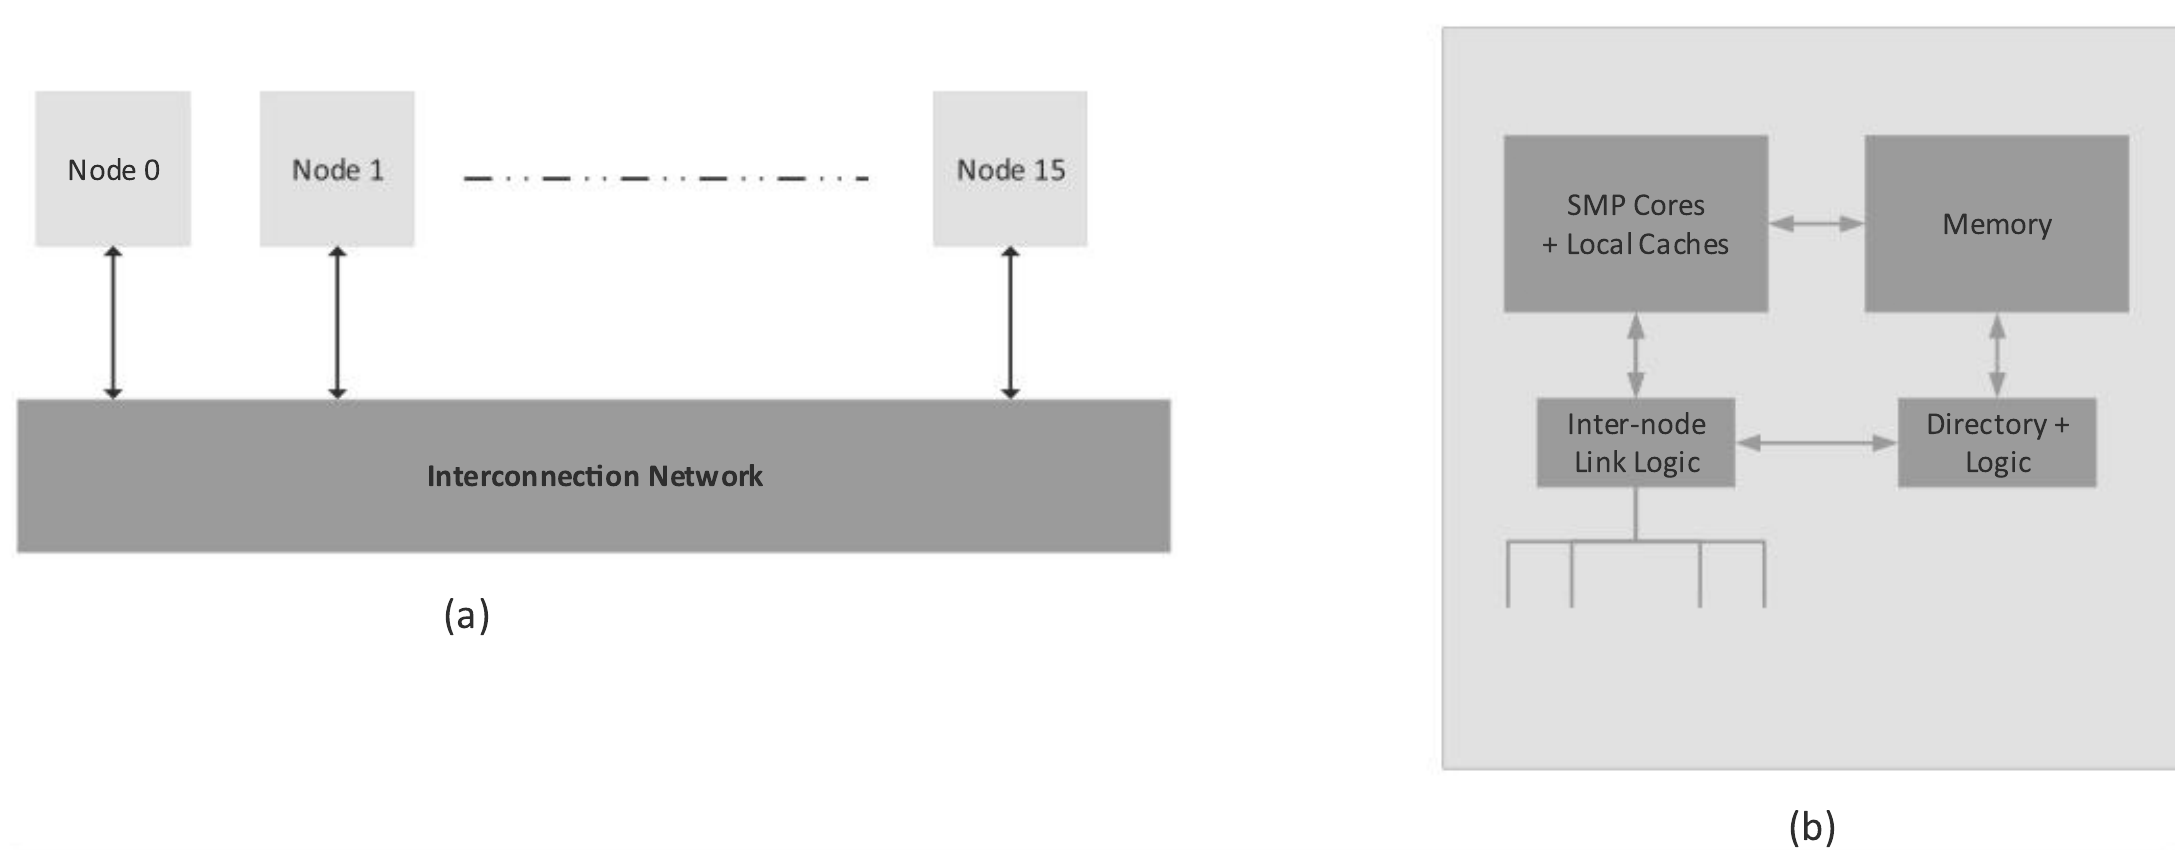 Node 0
Node 1
Node 15
Interconnection Network
(a)
SMP Cores
+ Local Caches
Memory
Inter-node
Link Logic
Directory +
Logic
(b)